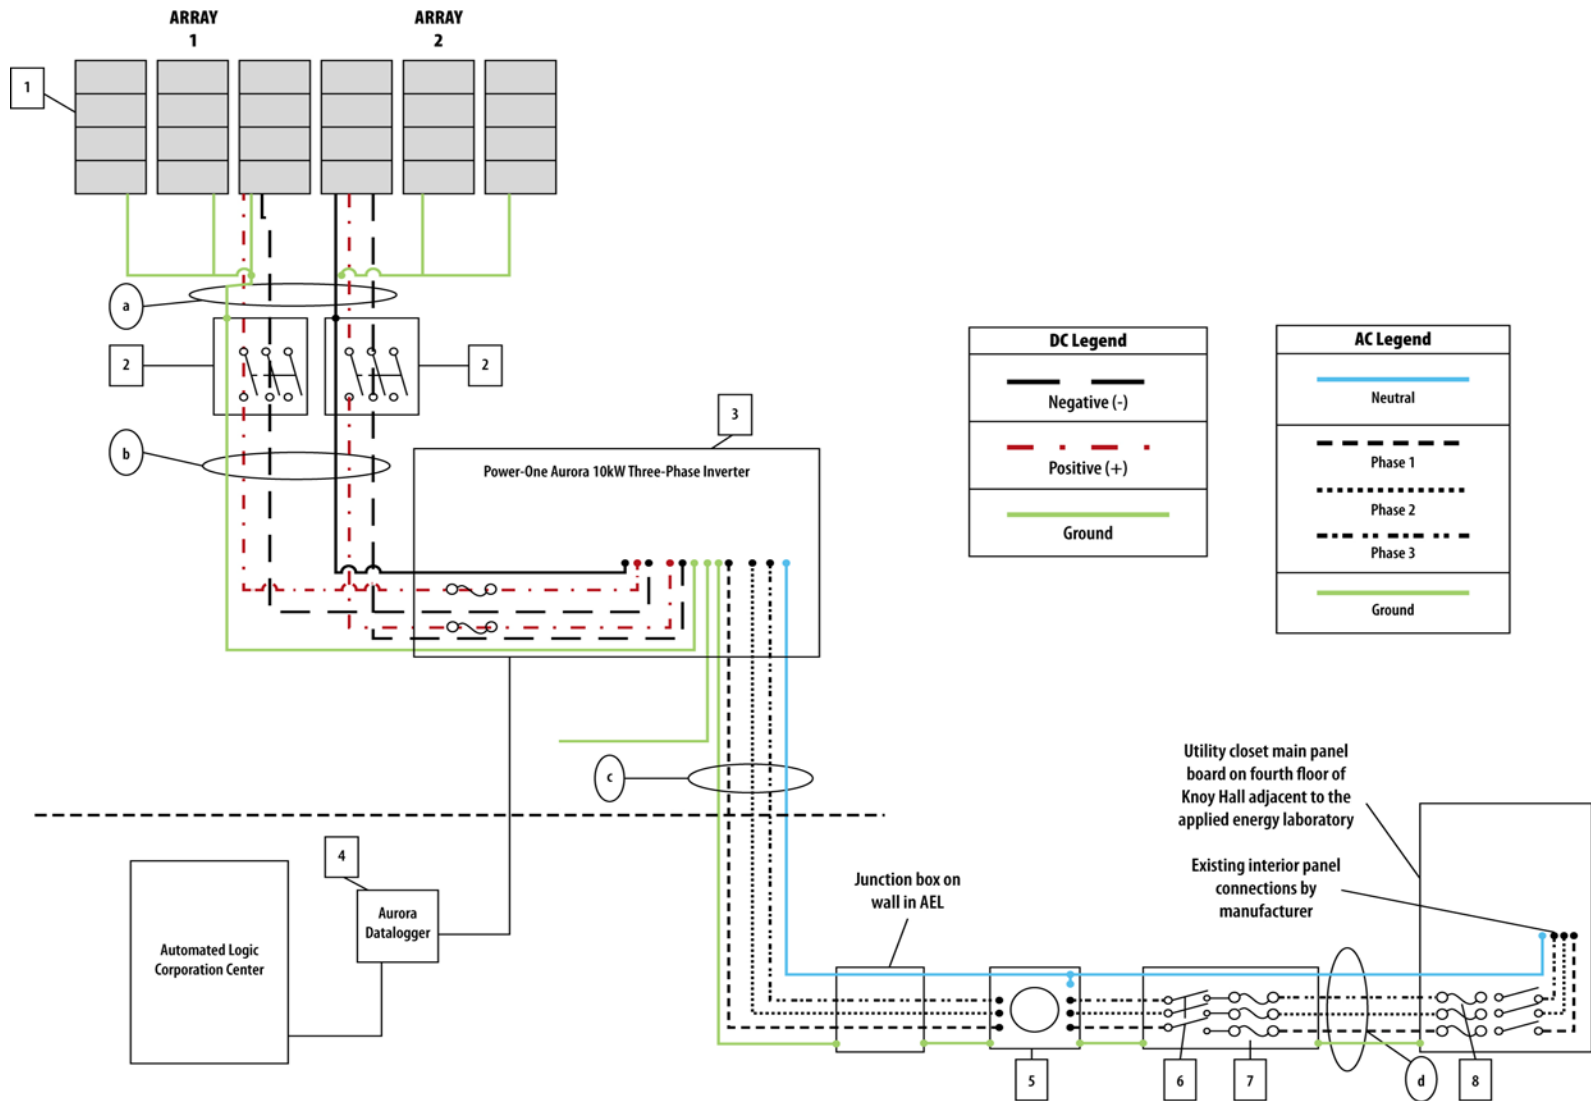 ARRAY
1
ARRAY
2
1
a
2
2
b
3
Power-One Aurora 10kW Three-Phase Inverter
DC Legend
Negative (-)
Positive (+)
Ground
AC Legend
Neutral
Phase 1
Phase 2
Phase 3
Ground
c
4
Aurora
Datalogger
Automated Logic
Corporation Center
Junction box on
wall in AEL
Utility closet main panel
board on fourth floor of
Knoy Hall adjacent to the
applied energy laboratory
Existing interior panel
connections by
manufacturer
5
6
7
d
8